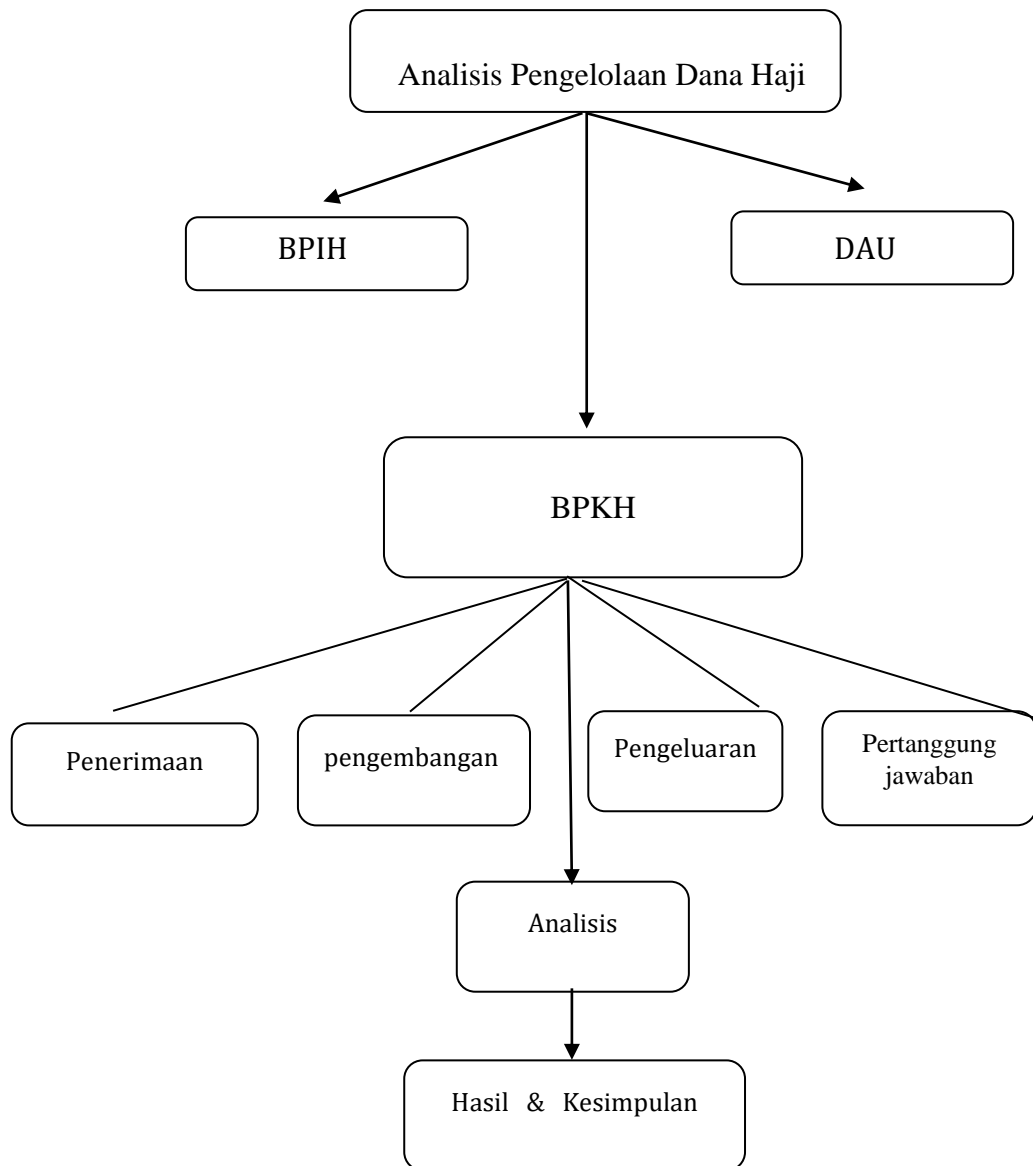 Analisis Pengelolaan Dana Haji
BPIH
DAU
BPKH
Penerimaan
pengembangan
Pengeluaran
Pertanggung
jawaban
Analisis
Hasil & Kesimpulan